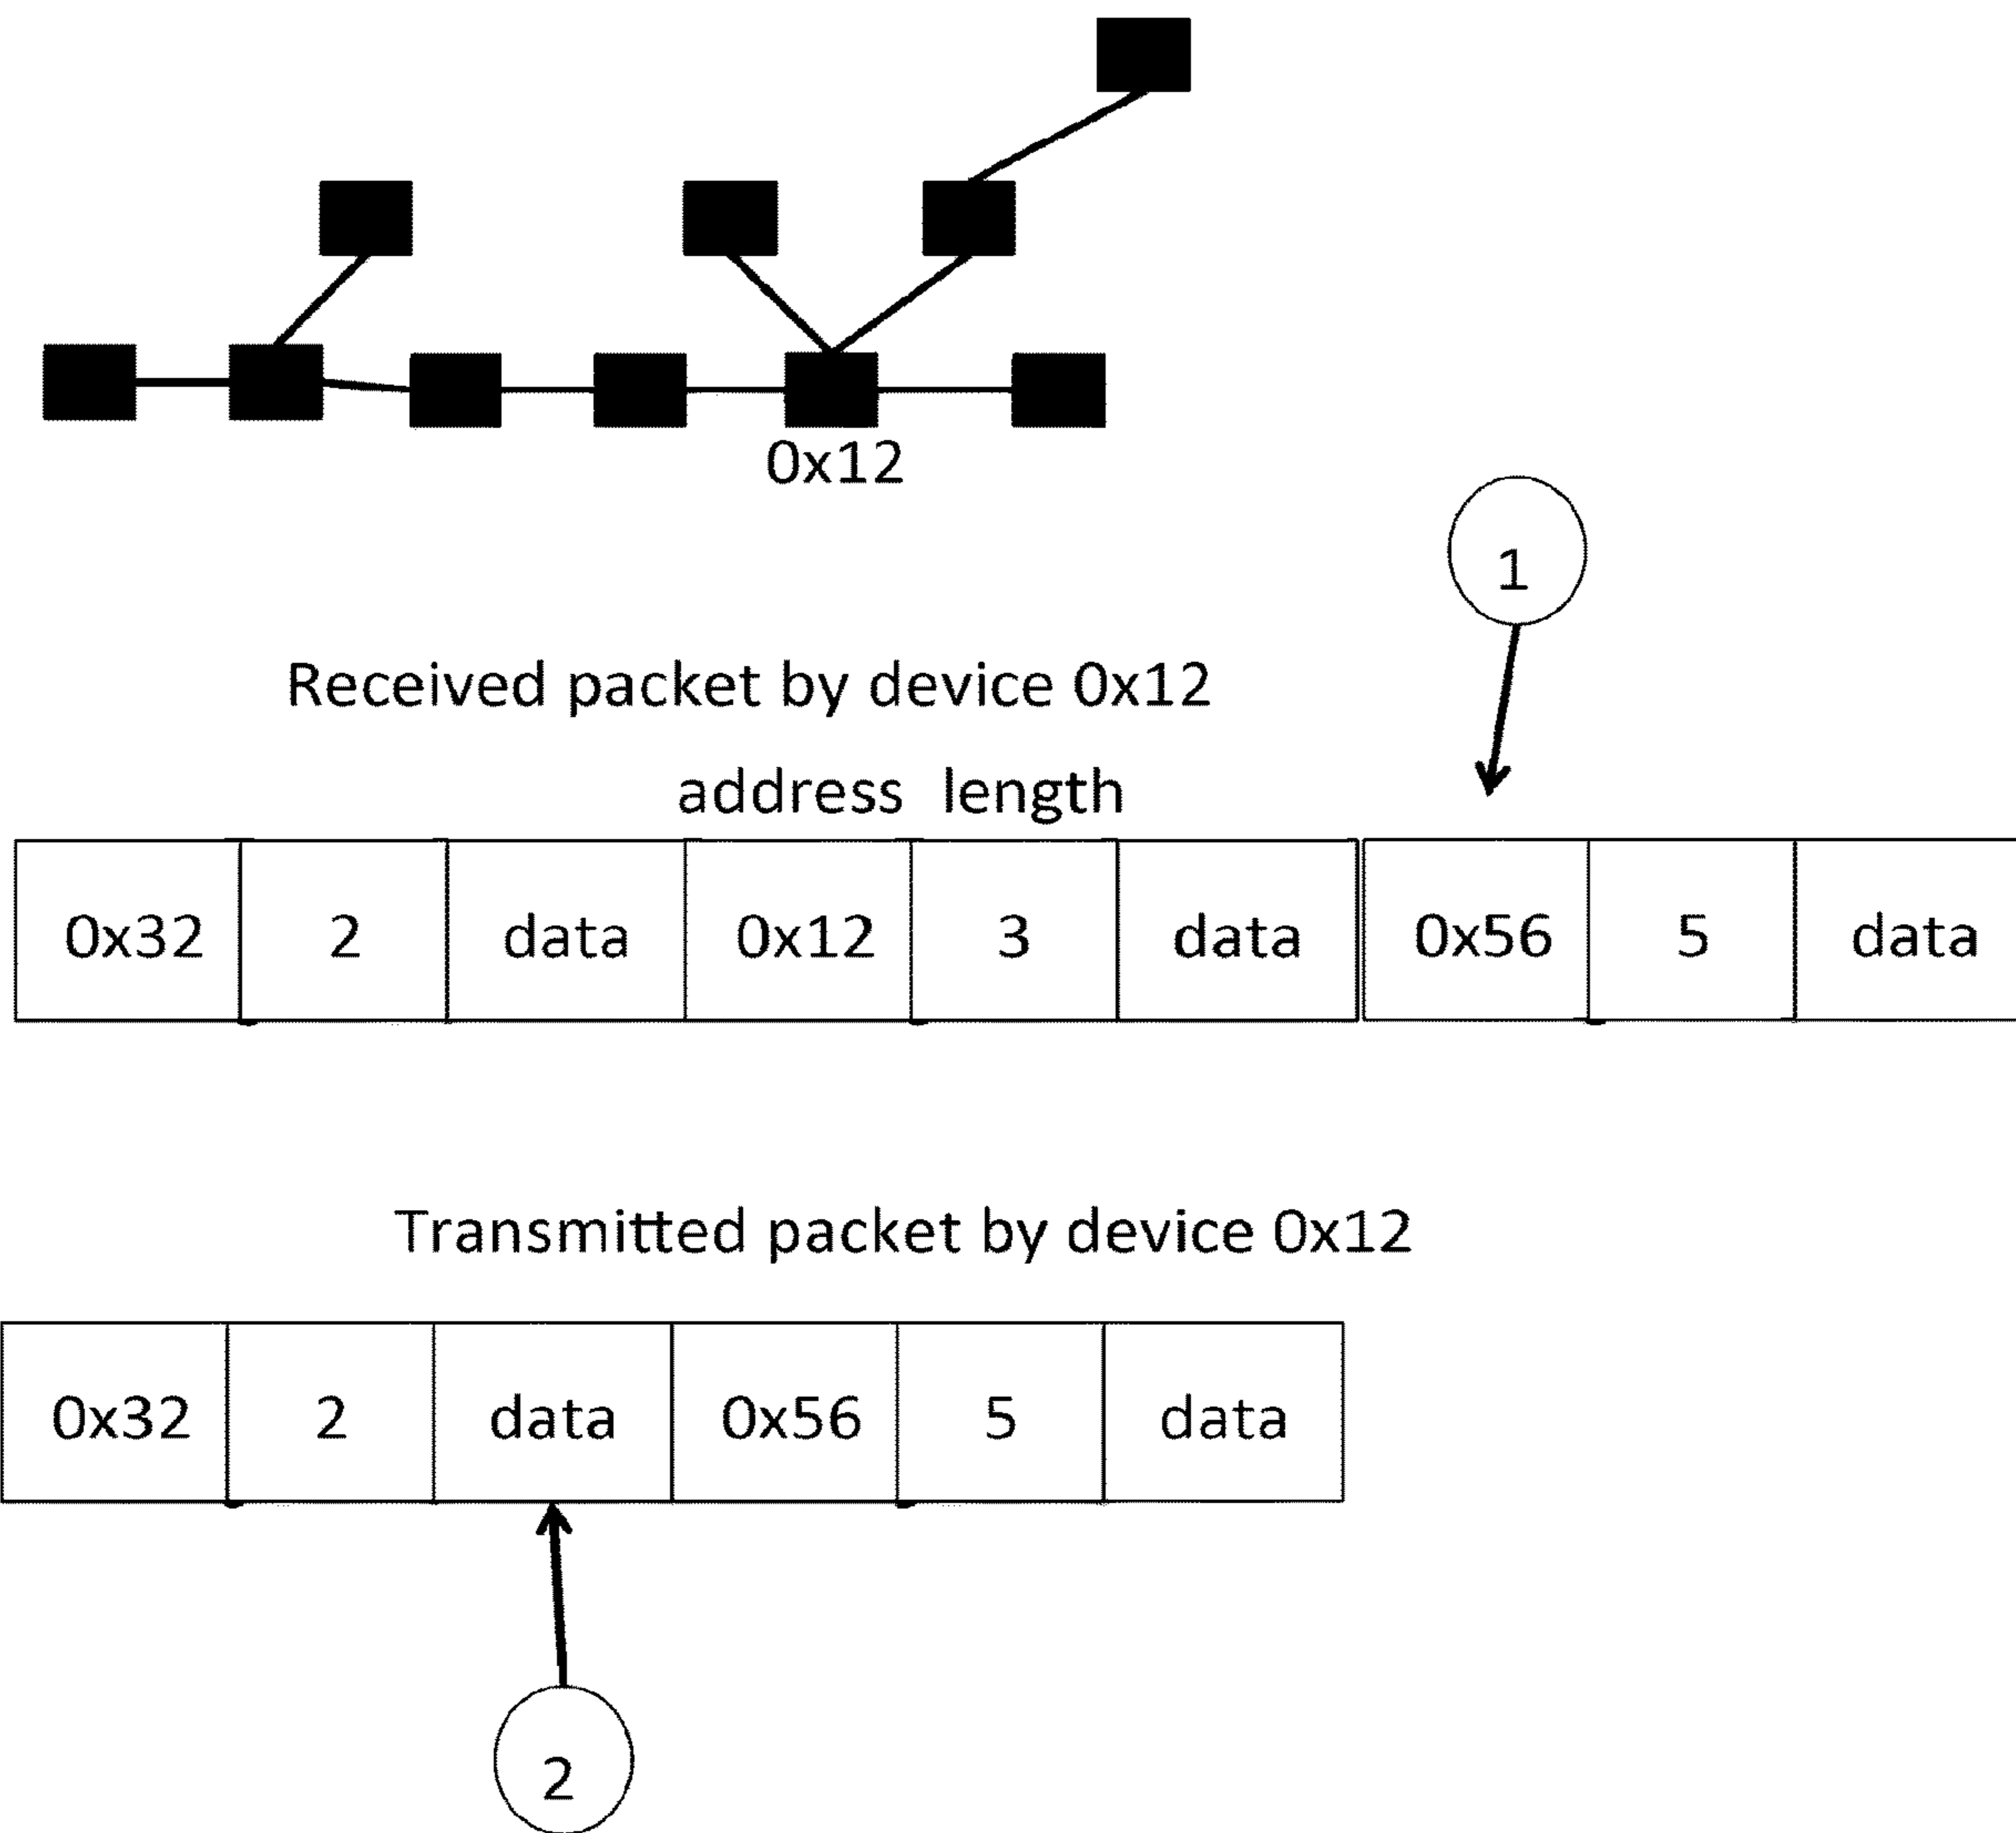 0x12
1
Received packet by device 0x12
address length
0x32 2 data 0x12 3 data 0x56 5 data
Transmitted packet by device 0x12
0x32 2 data 0x56 5 data
2